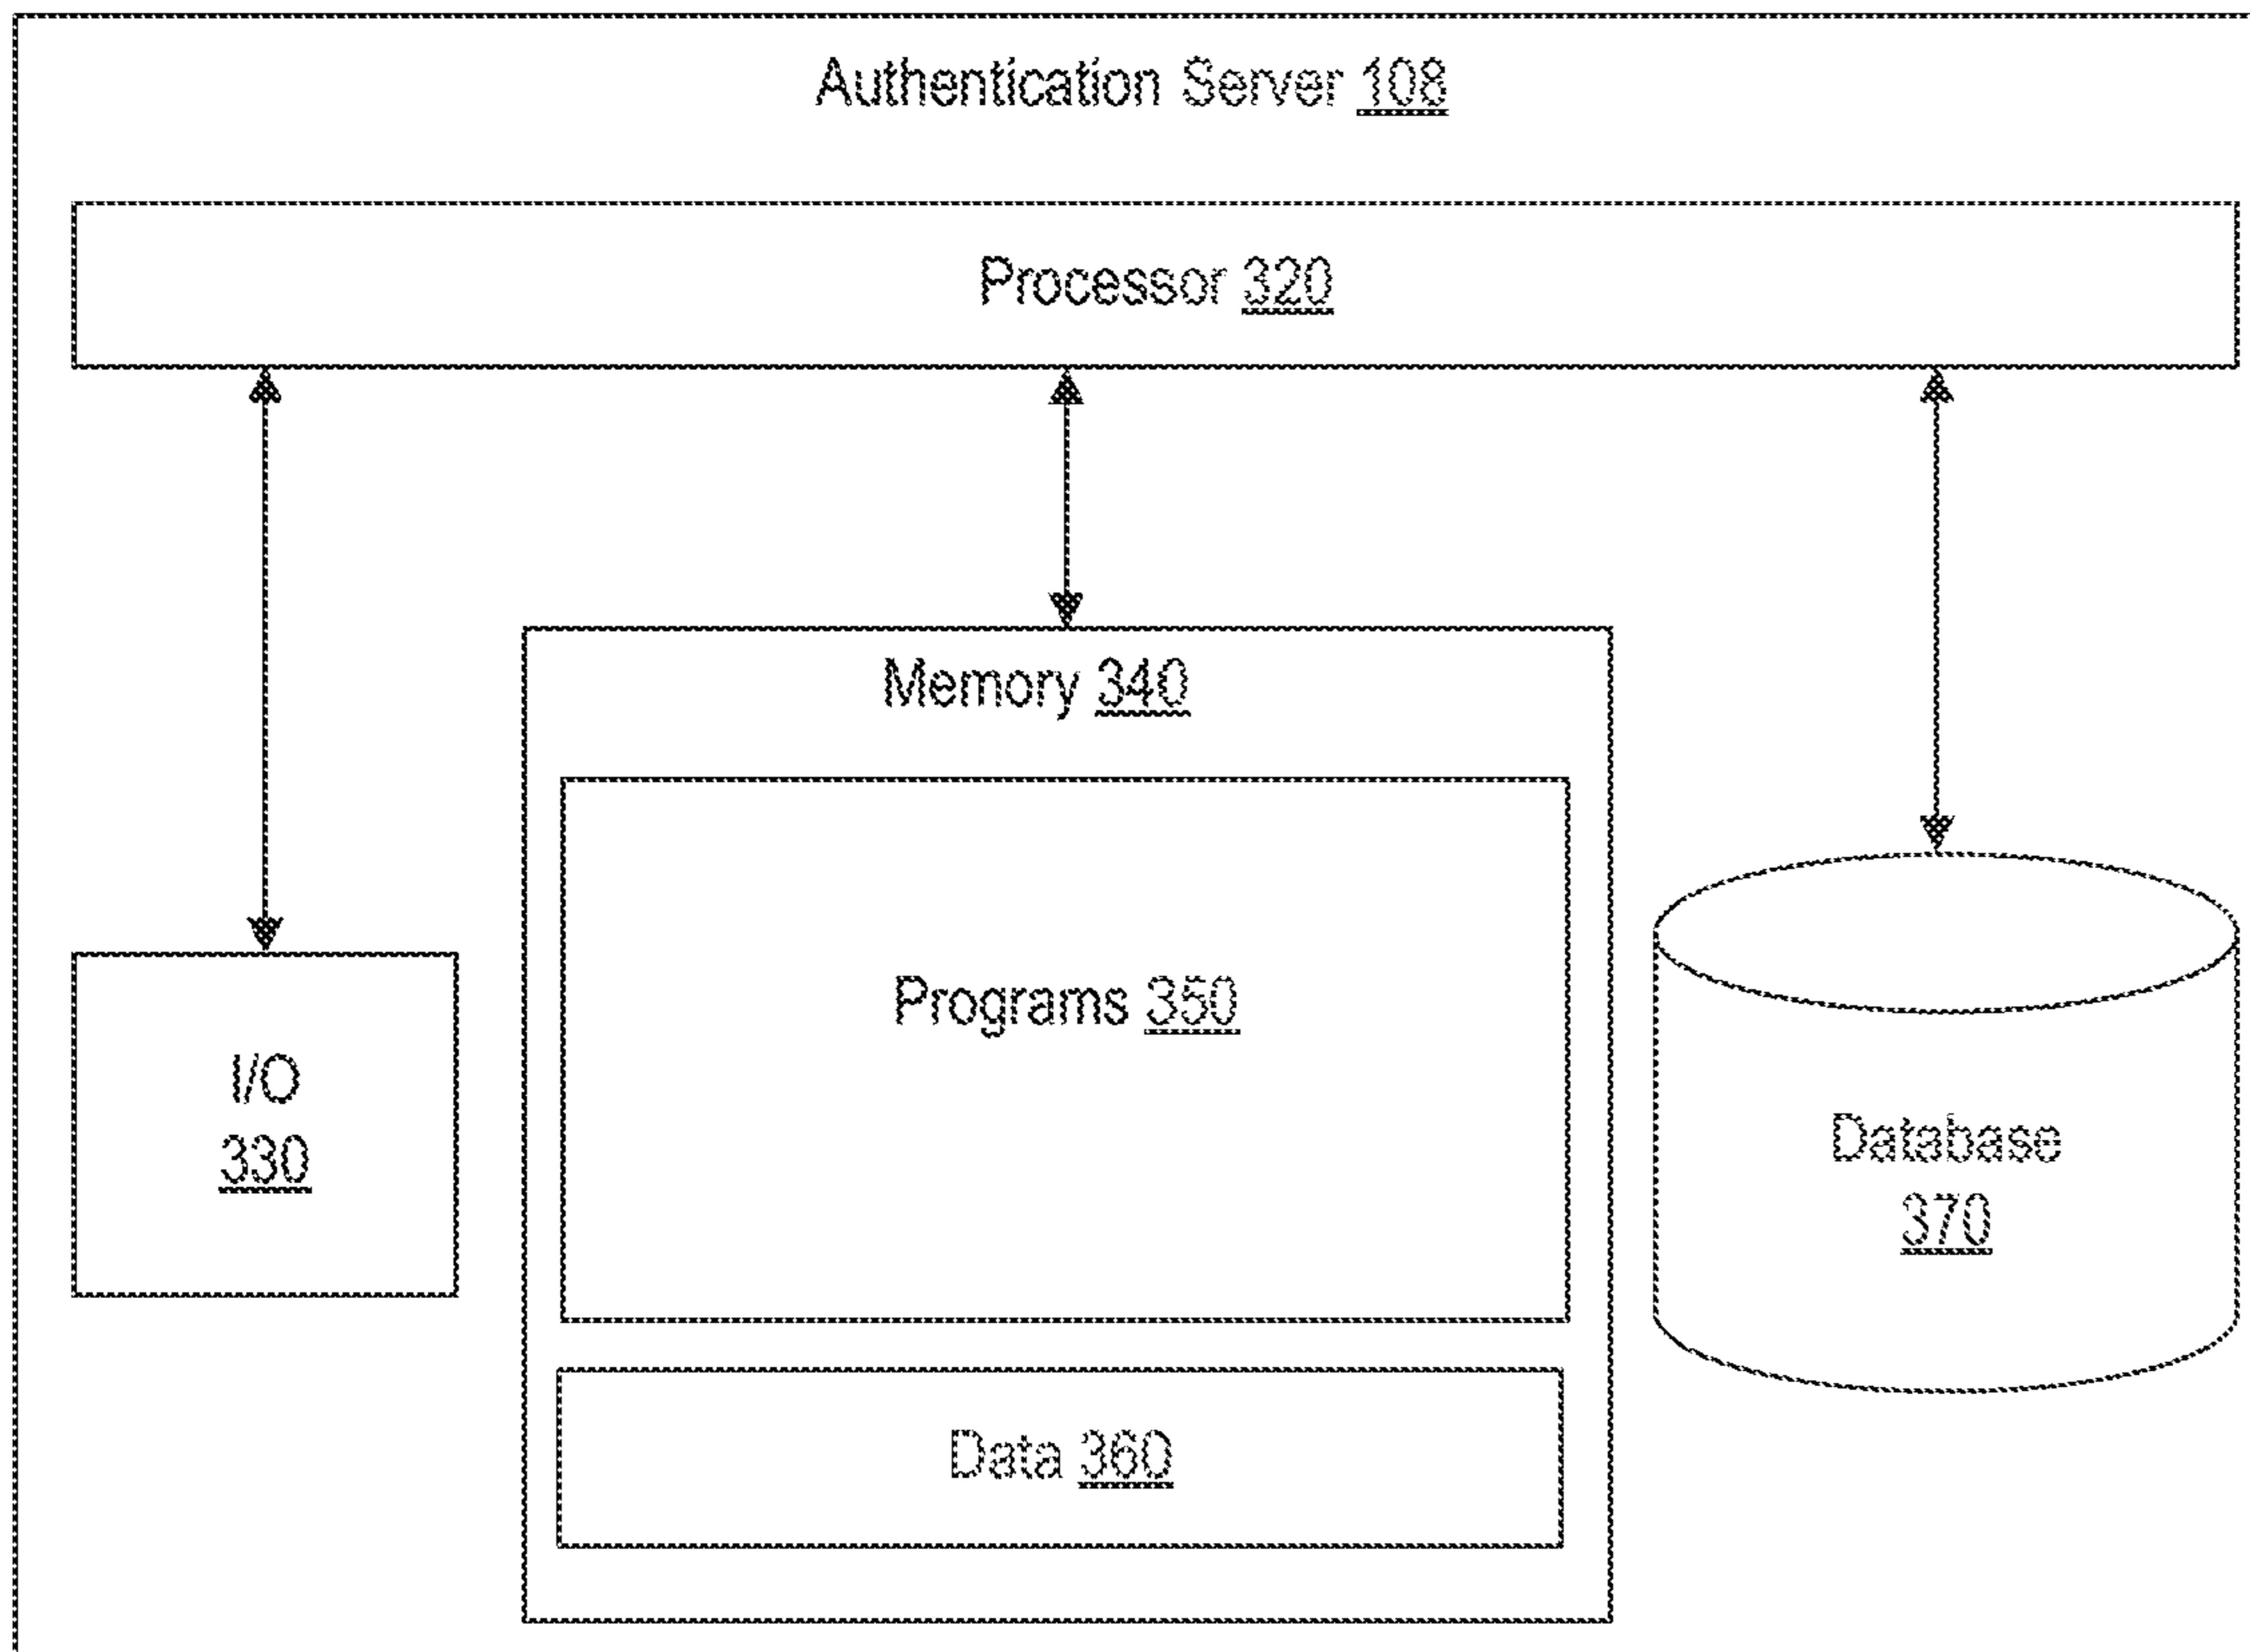 Authentication Server 108
Processor 320
Memory 340
Programs 350
I/O
330
Database
370
Data 360